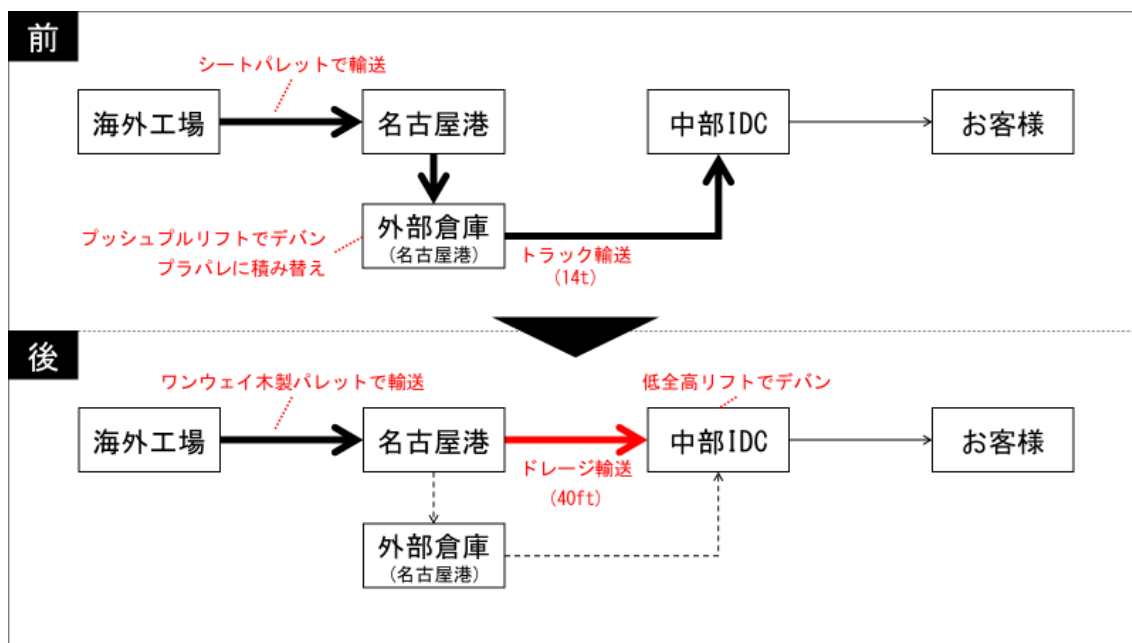 前
シートパレットで輸送
海外工場
名古屋港
中部IDC
お客様
プッシュプルリフトでデバン
プラパレに積み替え
外部倉庫
(名古屋港)
トラック輸送
(14t)
後
ワンウェイ木製パレットで輸送
低全高リフトでデバン
海外工場
名古屋港
中部IDC
お客様
ドレージ輸送
(40ft)
外部倉庫
(名古屋港)